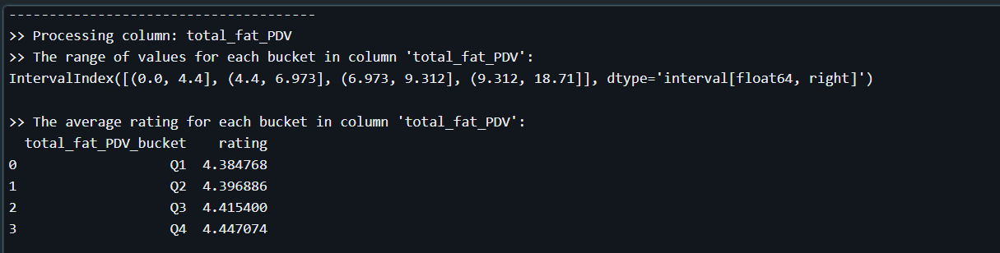 --------------------------------------
>> Processing column: total_fat_PDV
>> The range of values for each bucket in column 'total_fat_PDV':
IntervalIndex([(0.0, 4.4], (4.4, 6.973], (6.973, 9.312], (9.312, 18.71]], dtype='interval[float64, right]')
>> The average rating for each bucket in column 'total_fat_PDV':
total_fat_PDV_bucket rating
0 Q1 4.384768
1 Q2 4.396886
2 Q3 4.415400
3 Q4 4.447074